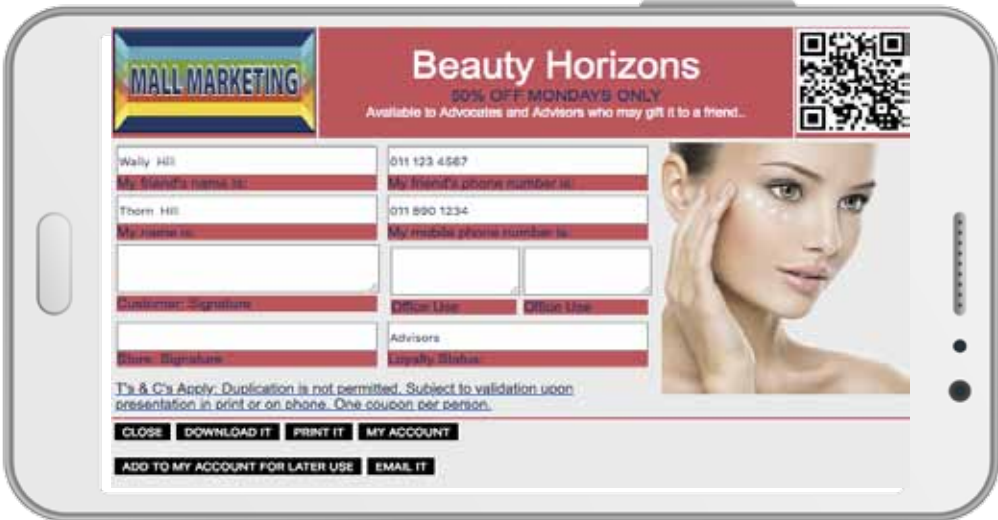 MALL MARKETING
Beauty Horizons
50% OFF MONDAYS ONLY
Available to Advocates and Advisors who may gift it to a friend...
Wally Hill
011 123 4567
My friend's name is:
My friend's phone number is:
Thorn Hill
011 890 1234
My name is:
My mobile phone number is:
Customer: Signature
Office Use
Office Use
Advisors
Store: Signature
Loyalty Status:
T's & C's Apply: Duplication is not permitted. Subject to validation upon
presentation in print or on phone. One coupon per person.
CLOSE
DOWNLOAD IT
PRINT IT
MY ACCOUNT
ADD TO MY ACCOUNT FOR LATER USE
EMAIL IT